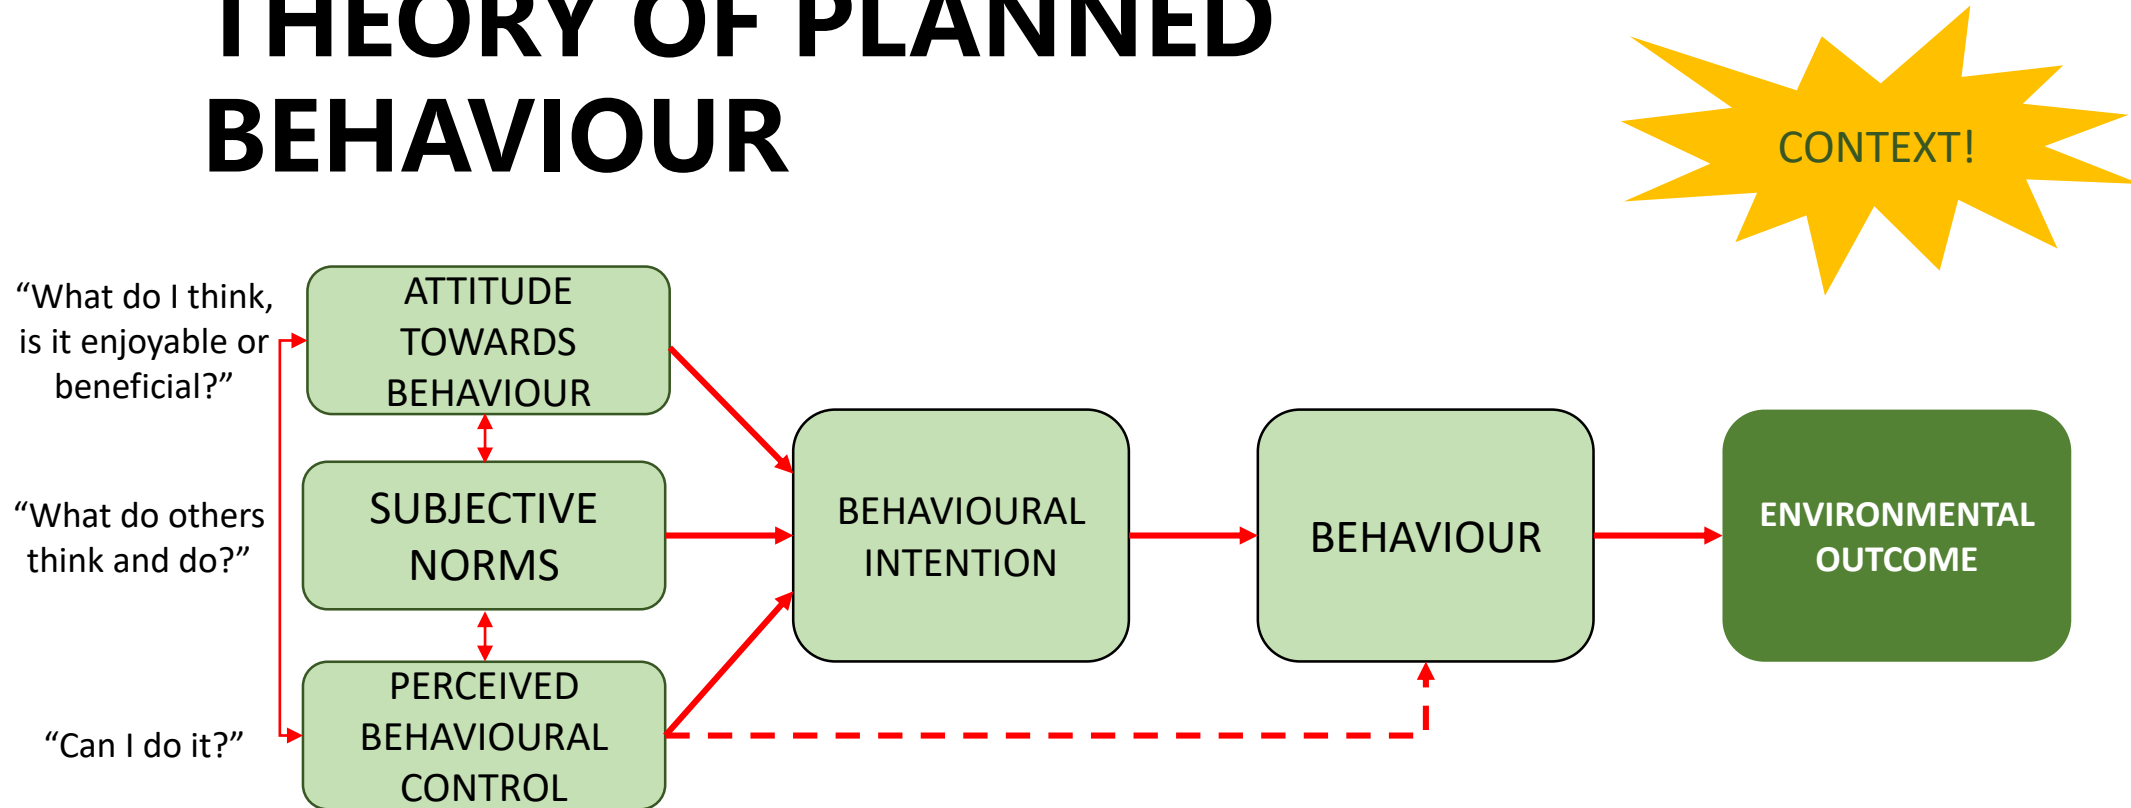 THEORY OF PLANNED
BEHAVIOUR
CONTEXT!
“What do I think,
is it enjoyable or
beneficial?”
ATTITUDE
TOWARDS
BEHAVIOUR
“What do others
think and do?”
SUBJECTIVE
NORMS
“Can I do it?”
PERCEIVED
BEHAVIOURAL
CONTROL
BEHAVIOURAL
INTENTION
BEHAVIOUR
ENVIRONMENTAL
OUTCOME